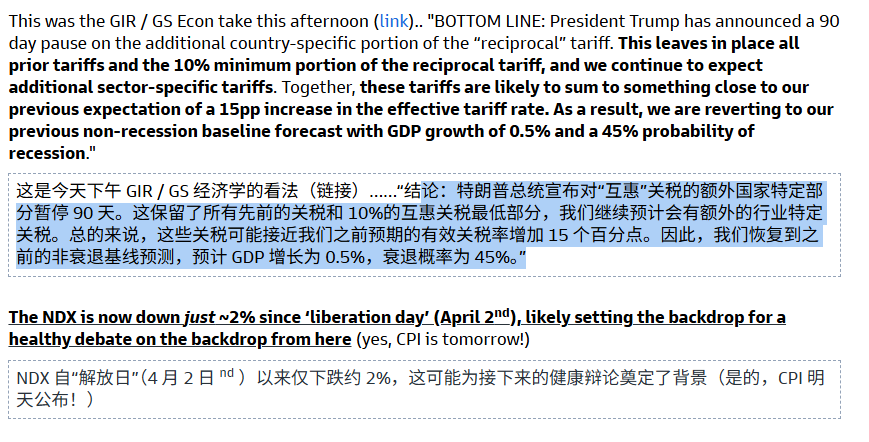 This was the GIR / GS Econ take this afternoon (link).. "BOTTOM LINE: President Trump has announced a 90
day pause on the additional country-specific portion of the “reciprocal” tariff. This leaves in place all
prior tariffs and the 10% minimum portion of the reciprocal tariff, and we continue to expect
additional sector-specific tariffs. Together, these tariffs are likely to sum to something close to our
previous expectation of a 15pp increase in the effective tariff rate. As a result, we are reverting to our
previous non-recession baseline forecast with GDP growth of 0.5% and a 45% probability of
recession."
这是今天下午 GIR / GS 经济学的看法（链接）……“结论：特朗普总统宣布对“互惠”关税的额外国家特定部
分暂停 90 天。这保留了所有先前的关税和 10%的互惠关税最低部分，我们继续预计会有额外的行业特定
关税。总的来说，这些关税可能接近我们之前预期的有效关税率增加 15 个百分点。因此，我们恢复到之
前的非衰退基线预测，预计 GDP 增长为 0.5%，衰退概率为 45%。”
The NDX is now down just ~2% since ‘liberation day’ (April 2nd), likely setting the backdrop for a
healthy debate on the backdrop from here (yes, CPI is tomorrow!)
NDX 自“解放日”（4 月 2 日 nd ）以来仅下跌约 2%，这可能为接下来的健康辩论奠定了背景（是的，CPI 明
天公布！）